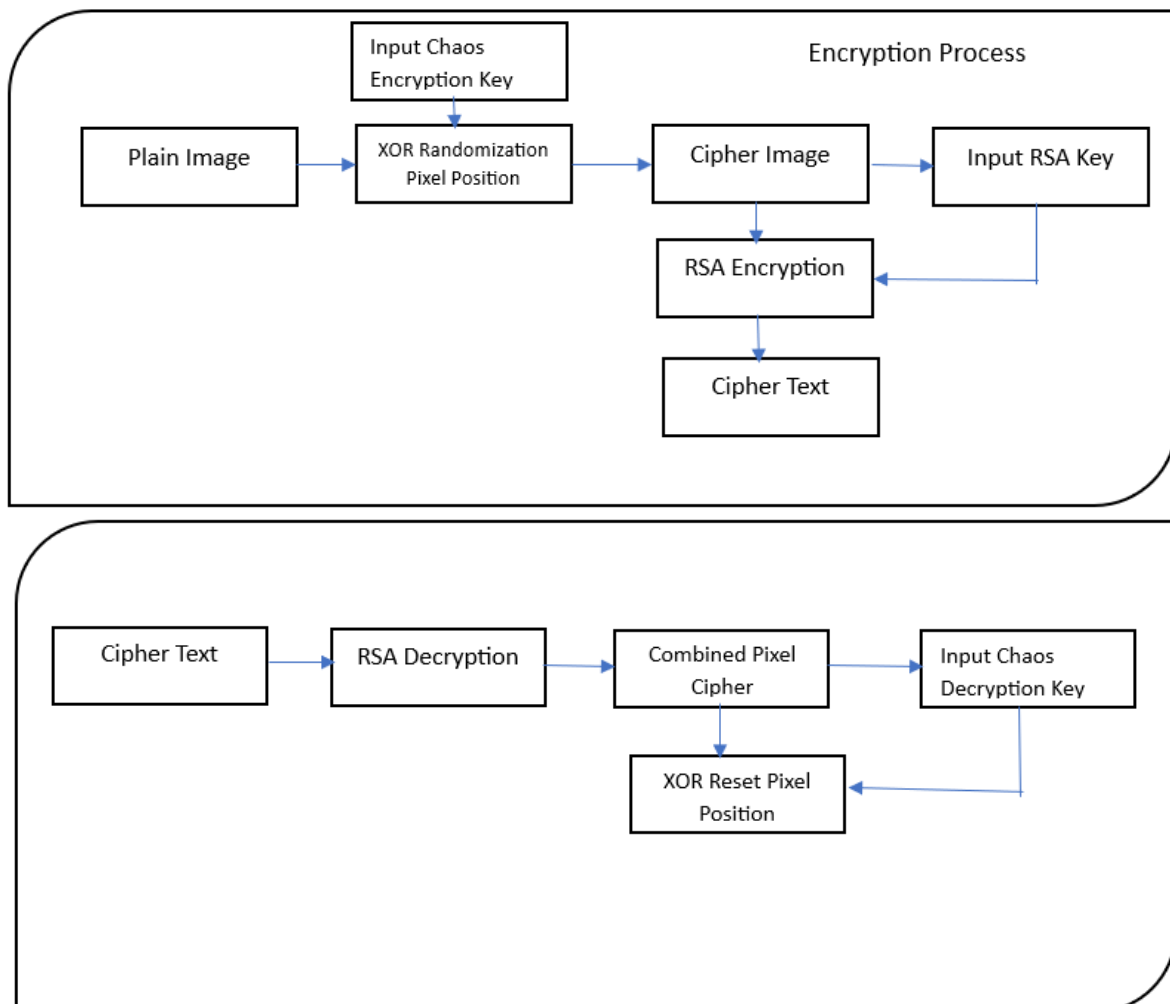 Input Chaos
Encryption Key
Encryption Process
Plain Image
XOR Randomization
Pixel Position
Cipher Image
Input RSA Key
RSA Encryption
Cipher Text
Cipher Text
RSA Decryption
Combined Pixel
Cipher
Input Chaos
Decryption Key
XOR Reset Pixel
Position